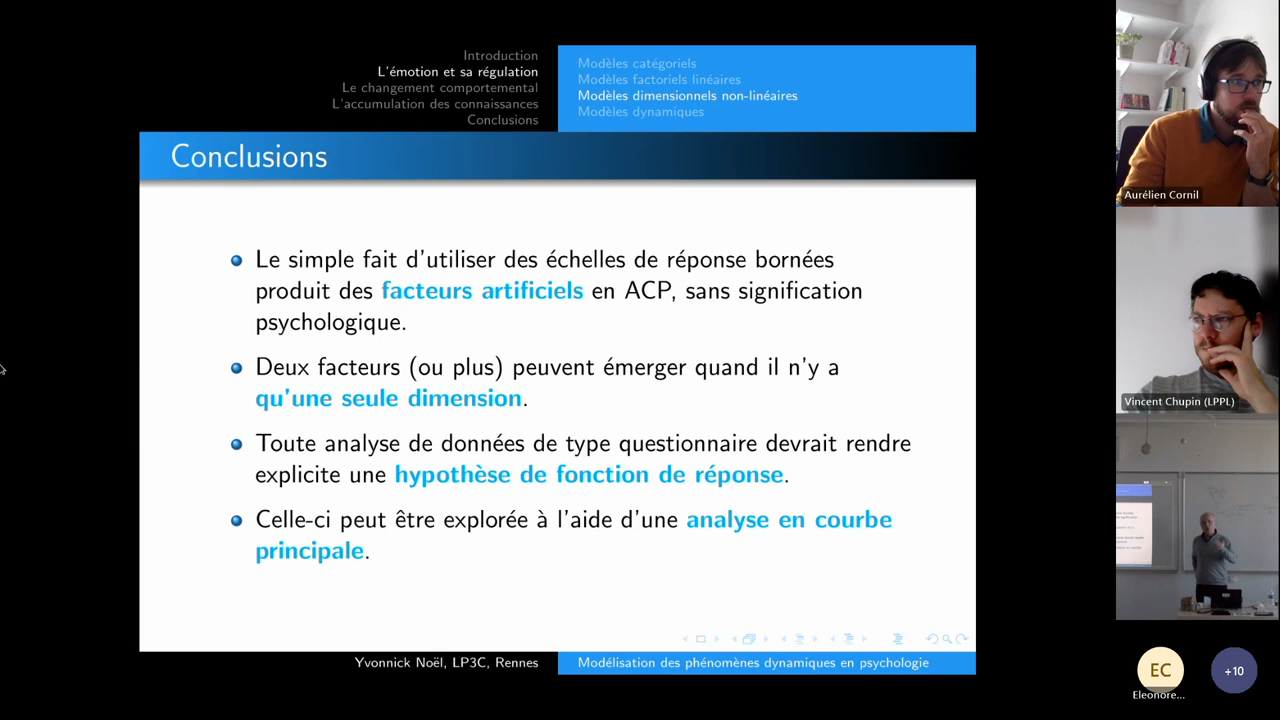 Introduction
L'émotion et sa régulation
Le changement comportemental
L'accumulation des connaissances
Conclusions
Modèles catégoriels
Modèles factoriels linéaires
Modèles dimensionnels non-linéaires
Modèles dynamiques
Conclusions
Le simple fait d'utiliser des échelles de réponse bornées
produit des facteurs artificiels en ACP, sans signification
psychologique.
Deux facteurs (ou plus) peuvent émerger quand il n'y a
qu'une seule dimension.
Toute analyse de données de type questionnaire devrait rendre
explicite une hypothèse de fonction de réponse.
Celle-ci peut être explorée à l'aide d'une analyse en courbe
principale.
Yvonnick Noël, LP3C, Rennes
Modélisation des phénomènes dynamiques en psychologie
Aurélien Cornil
Vincent Chupin (LPPL)
EC
Eleonore...
+10